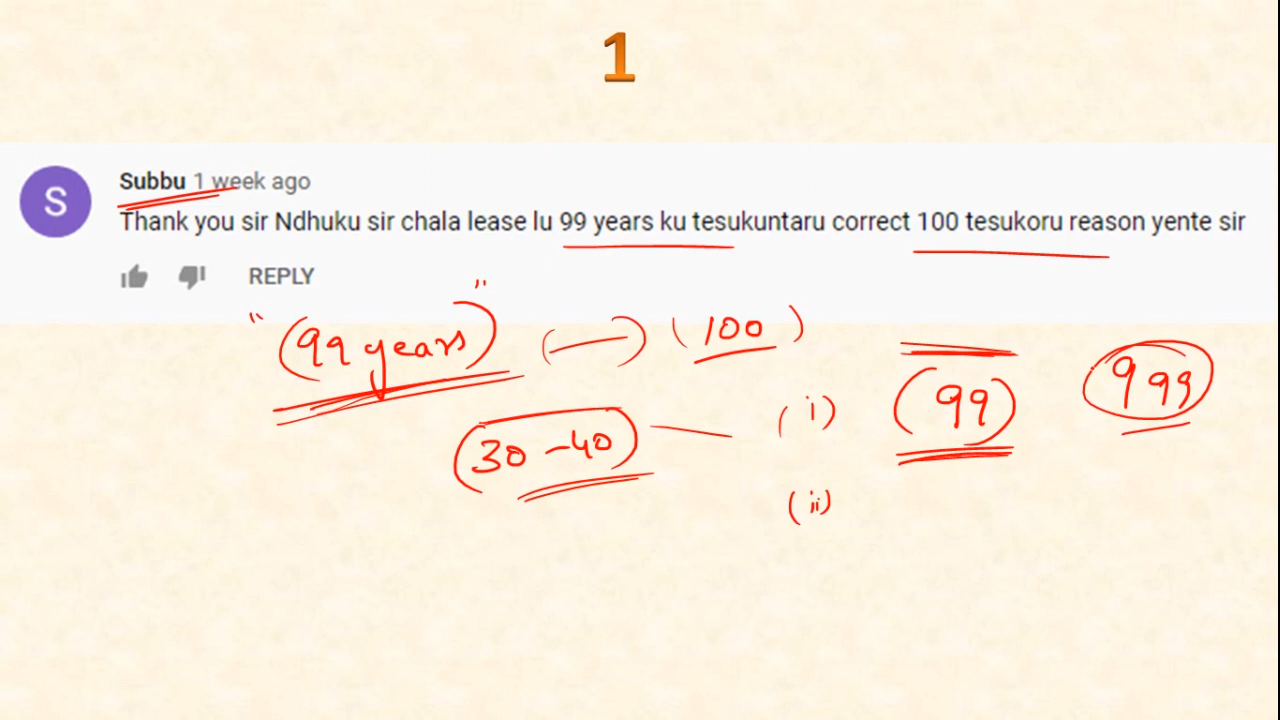 1
S
Subbu 1 week ago
Thank you sir Ndhuku sir chala lease lu 99 years ku tesukuntaru correct 100 tesukoru reason yente sir
REPLY
"(99 years)" (—) (100)
(30-40) — (i) (99) 999
(ii)